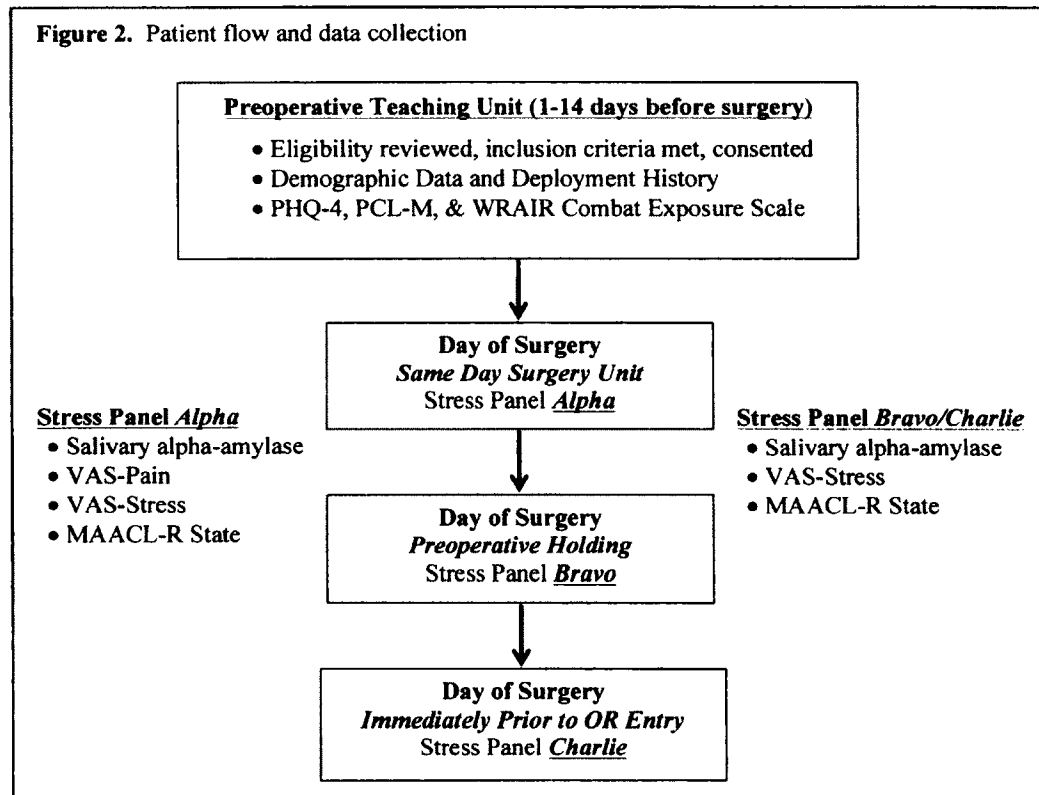 Figure 2. Patient flow and data collection
Preoperative Teaching Unit (1-14 days before surgery)
• Eligibility reviewed, inclusion criteria met, consented
• Demographic Data and Deployment History
• PHQ-4, PCL-M, & WRAIR Combat Exposure Scale
Day of Surgery
Same Day Surgery Unit
Stress Panel Alpha
Stress Panel Alpha
• Salivary alpha-amylase
• VAS-Pain
• VAS-Stress
• MAACL-R State
Stress Panel Bravo/Charlie
• Salivary alpha-amylase
• VAS-Stress
• MAACL-R State
Day of Surgery
Preoperative Holding
Stress Panel Bravo
Day of Surgery
Immediately Prior to OR Entry
Stress Panel Charlie